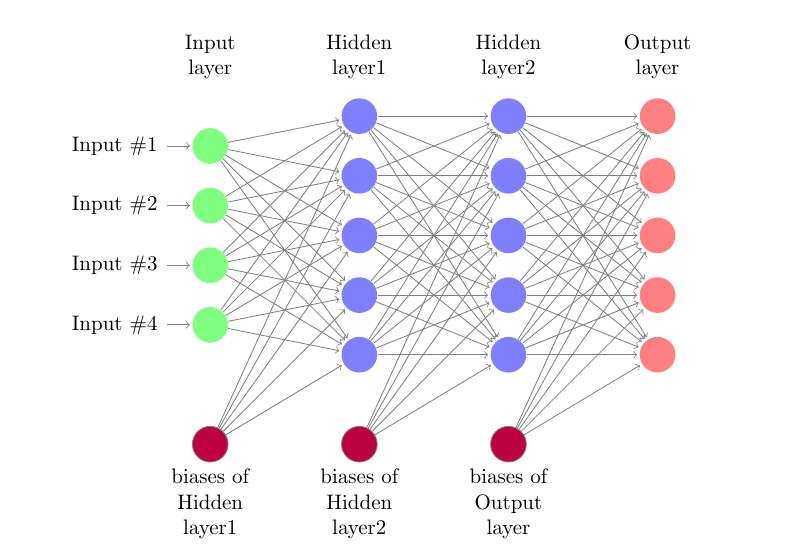 Input
layer
Hidden
layer1
Hidden
layer2
Output
layer
Input #1
Input #2
Input #3
Input #4
biases of
Hidden
layer1
biases of
Hidden
layer2
biases of
Output
layer